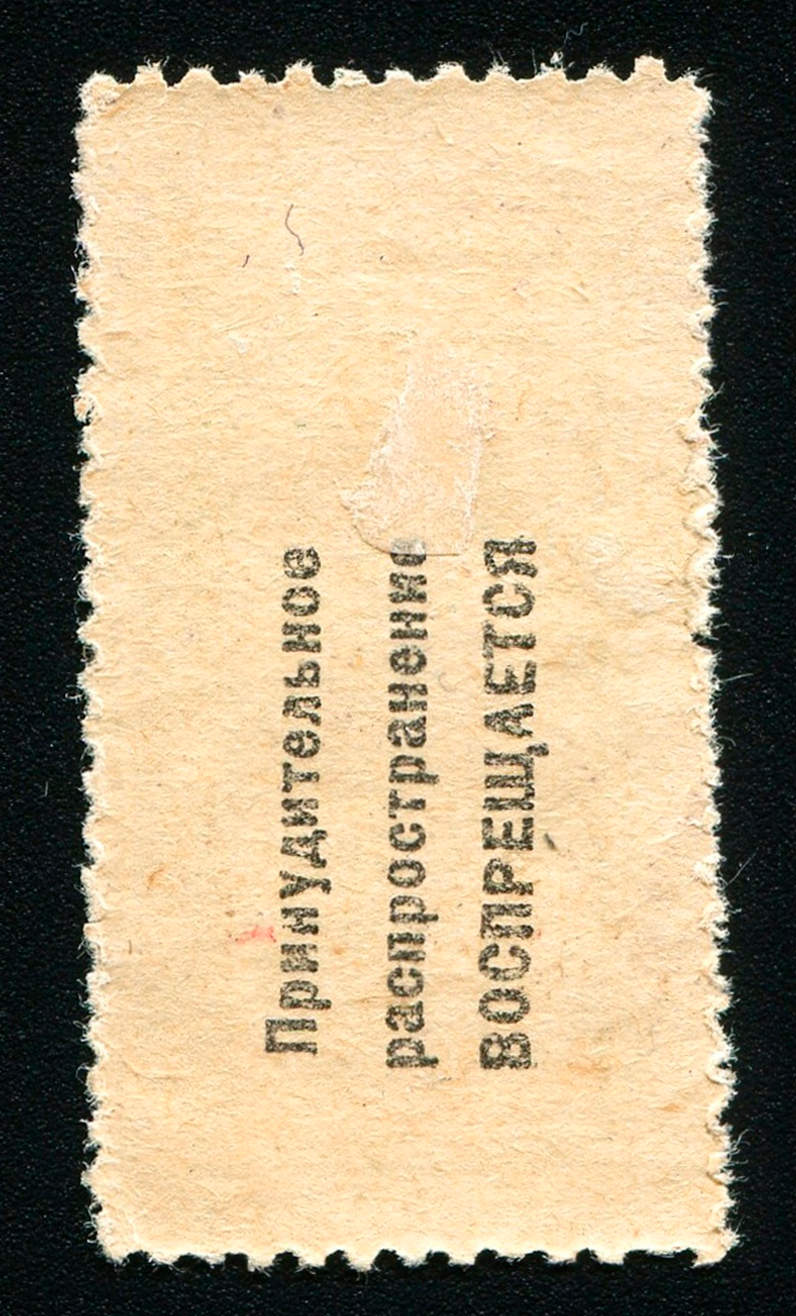 Принудительное
распространение
ВОСПРЕЩАЕТСЯ